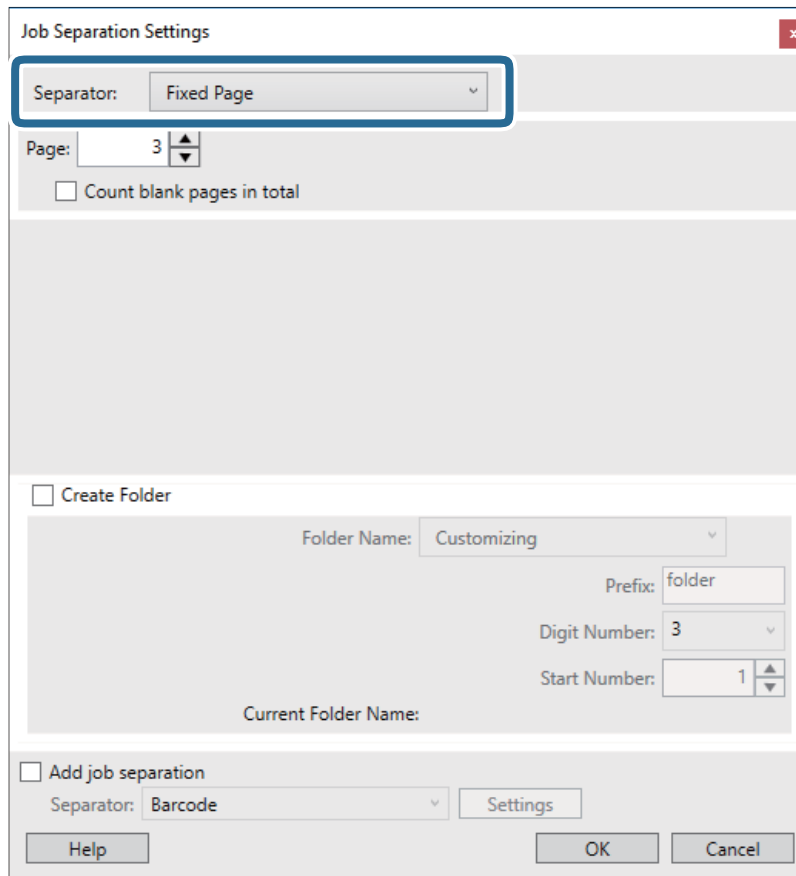 Job Separation Settings
x
Separator: Fixed Page
Page: 3
Count blank pages in total
Create Folder
Folder Name: Customizing
Prefix: folder
Digit Number: 3
Start Number: 1
Current Folder Name:
Add job separation
Separator: Barcode Settings
Help OK Cancel